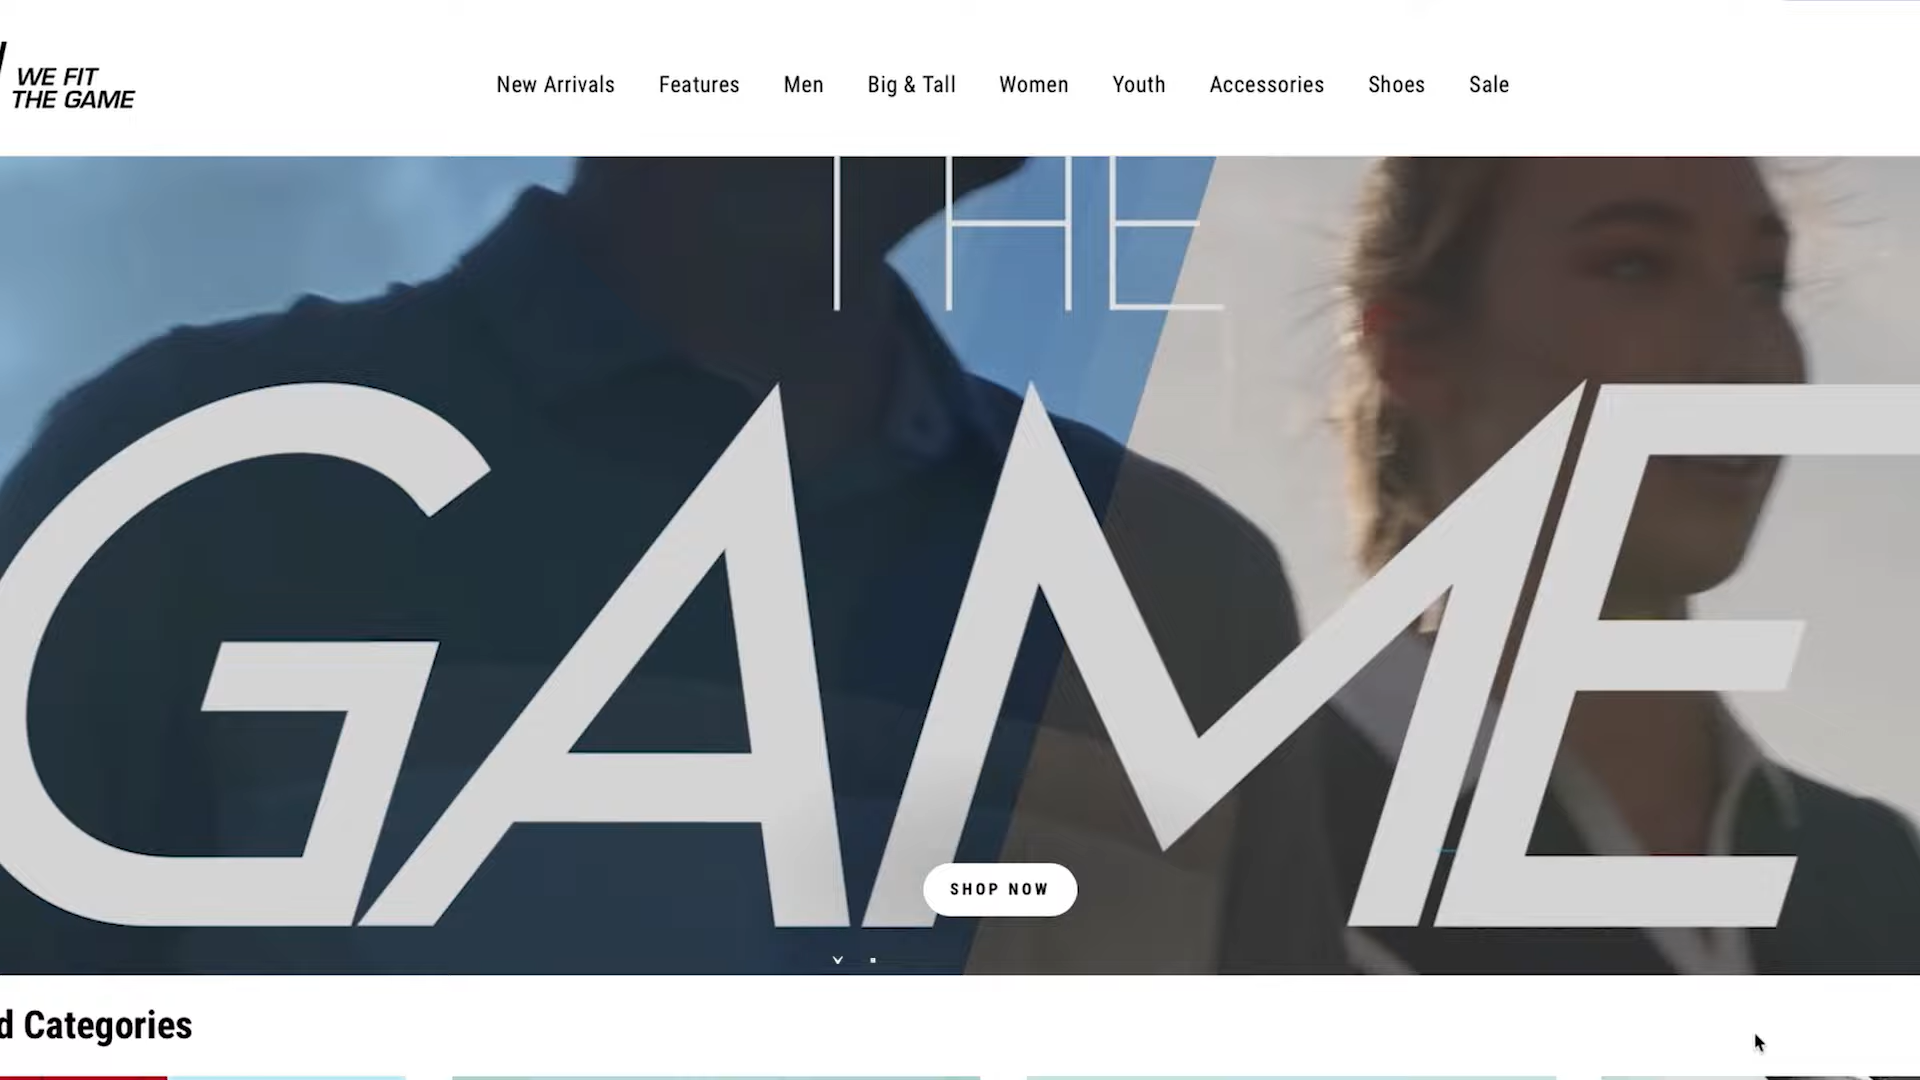 WE FIT
THE GAME
New Arrivals Features Men Big & Tall Women Youth Accessories Shoes Sale
THE
GAME
SHOP NOW
d Categories